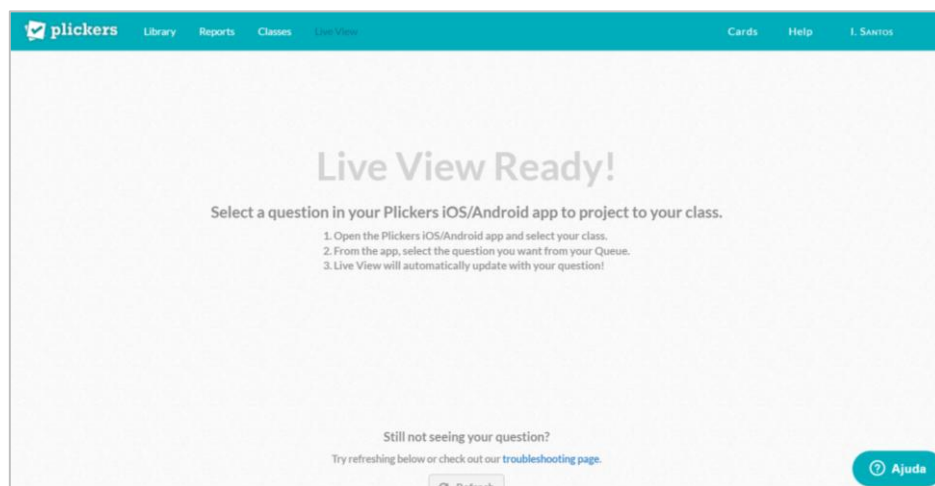 plickers Library Reports Classes Live View Cards Help I. SANTOS
Live View Ready!
Select a question in your Plickers iOS/Android app to project to your class.
1. Open the Plickers iOS/Android app and select your class.
2. From the app, select the question you want from your Queue.
3. Live View will automatically update with your question!
Still not seeing your question?
Try refreshing below or check out our troubleshooting page.
Refresh
Ajuda